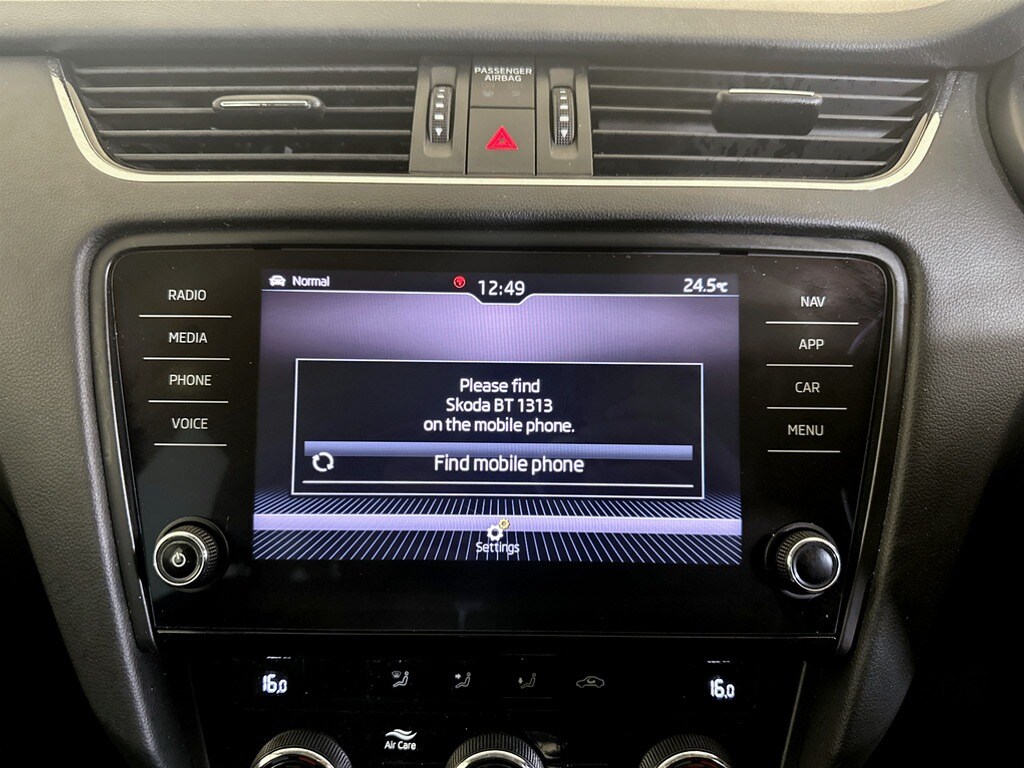 PASSENGER
AIRBAG
Normal
12:49
24.5°C
RADIO
MEDIA
PHONE
VOICE
Please find
Skoda BT 1313
on the mobile phone.
Find mobile phone
Settings
NAV
APP
CAR
MENU
16.0
16.0
Air Care